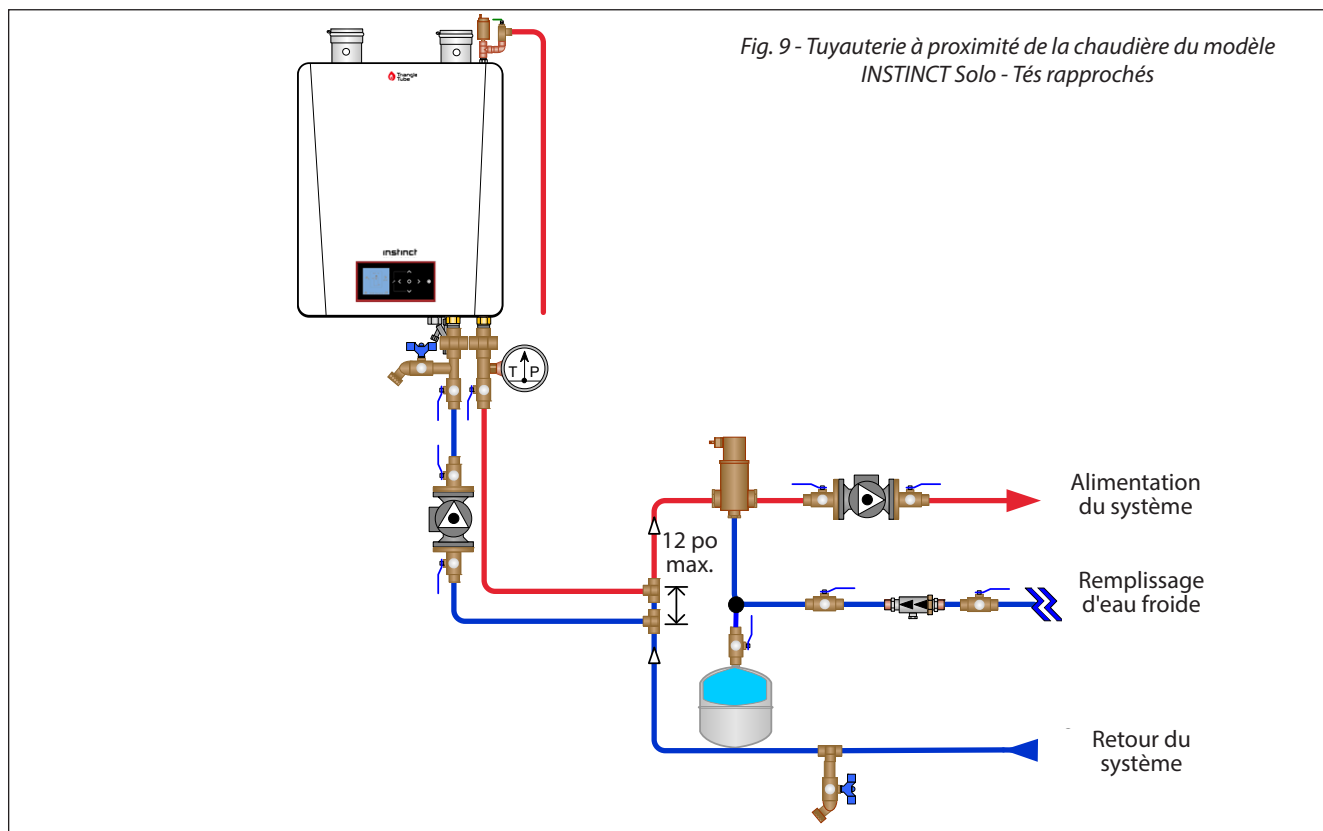 Fig. 9 - Tuyauterie à proximité de la chaudière du modèle
INSTINCT Solo - Tés rapprochés
Triangle
Tube
instinct
T P
12 po
max.
Alimentation
du système
Remplissage
d'eau froide
Retour du
système